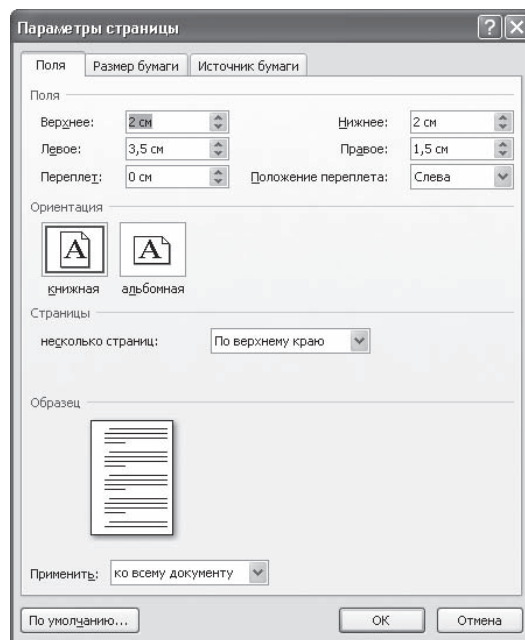 Параметры страницы
Поля Размер бумаги Источник бумаги
Поля
Верхнее: 2 см Нижнее: 2 см
Левое: 3,5 см Правое: 1,5 см
Переплет: 0 см Положение переплета: Слева
Ориентация
А А
книжная альбомная
Страницы
несколько страниц: По верхнему краю
Образец
Применить: ко всему документу
По умолчанию... ОК Отмена